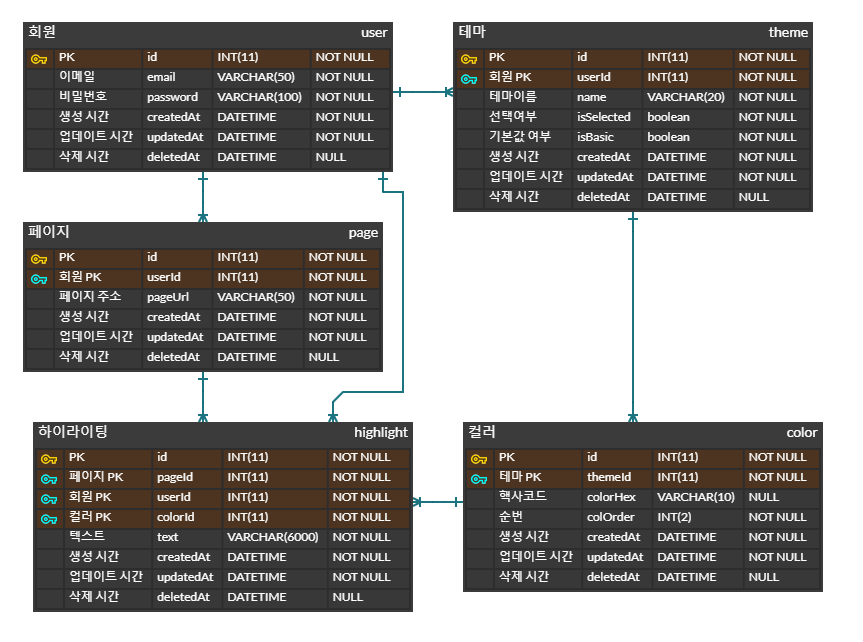 회원 user
PK id INT(11) NOT NULL
이메일 email VARCHAR(50) NOT NULL
비밀번호 password VARCHAR(100) NOT NULL
생성 시간 createdAt DATETIME NOT NULL
업데이트 시간 updatedAt DATETIME NOT NULL
삭제 시간 deletedAt DATETIME NULL
테마 theme
PK id INT(11) NOT NULL
회원 PK userId INT(11) NOT NULL
테마이름 name VARCHAR(20) NOT NULL
선택여부 isSelected boolean NOT NULL
기본값 여부 isBasic boolean NOT NULL
생성 시간 createdAt DATETIME NOT NULL
업데이트 시간 updatedAt DATETIME NOT NULL
삭제 시간 deletedAt DATETIME NULL
페이지 page
PK id INT(11) NOT NULL
회원 PK userId INT(11) NOT NULL
페이지 주소 pageUrl VARCHAR(50) NOT NULL
생성 시간 createdAt DATETIME NOT NULL
업데이트 시간 updatedAt DATETIME NOT NULL
삭제 시간 deletedAt DATETIME NULL
하이라이팅 highlight
PK id INT(11) NOT NULL
페이지 PK pageId INT(11) NOT NULL
회원 PK userId INT(11) NOT NULL
컬러 PK colorId INT(11) NOT NULL
텍스트 text VARCHAR(6000) NOT NULL
생성 시간 createdAt DATETIME NOT NULL
업데이트 시간 updatedAt DATETIME NOT NULL
삭제 시간 deletedAt DATETIME NULL
컬러 color
PK id INT(11) NOT NULL
테마 PK themeId INT(11) NOT NULL
핵사코드 colorHex VARCHAR(10) NULL
순번 colOrder INT(2) NOT NULL
생성 시간 createdAt DATETIME NOT NULL
업데이트 시간 updatedAt DATETIME NOT NULL
삭제 시간 deletedAt DATETIME NULL